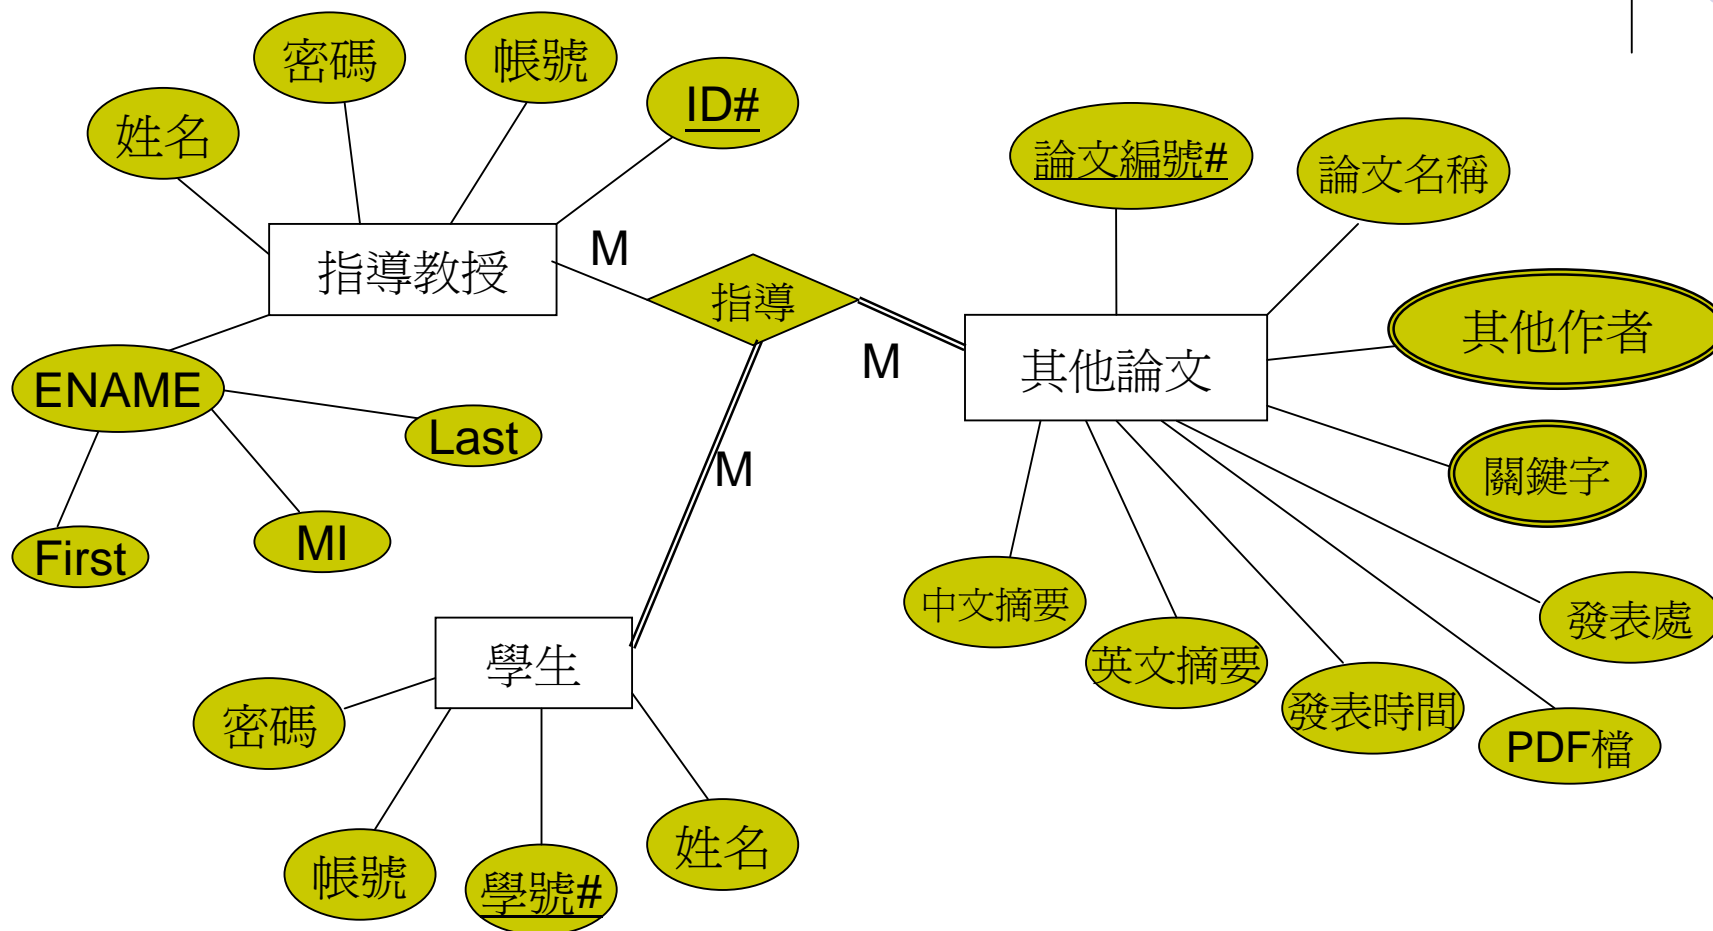 密碼
帳號
姓名
ID#
論文編號#
論文名稱
指導教授
M
指導
其他作者
M
其他論文
ENAME
Last
M
關鍵字
First
MI
中文摘要
發表處
學生
英文摘要
發表時間
PDF檔
密碼
帳號
學號#
姓名